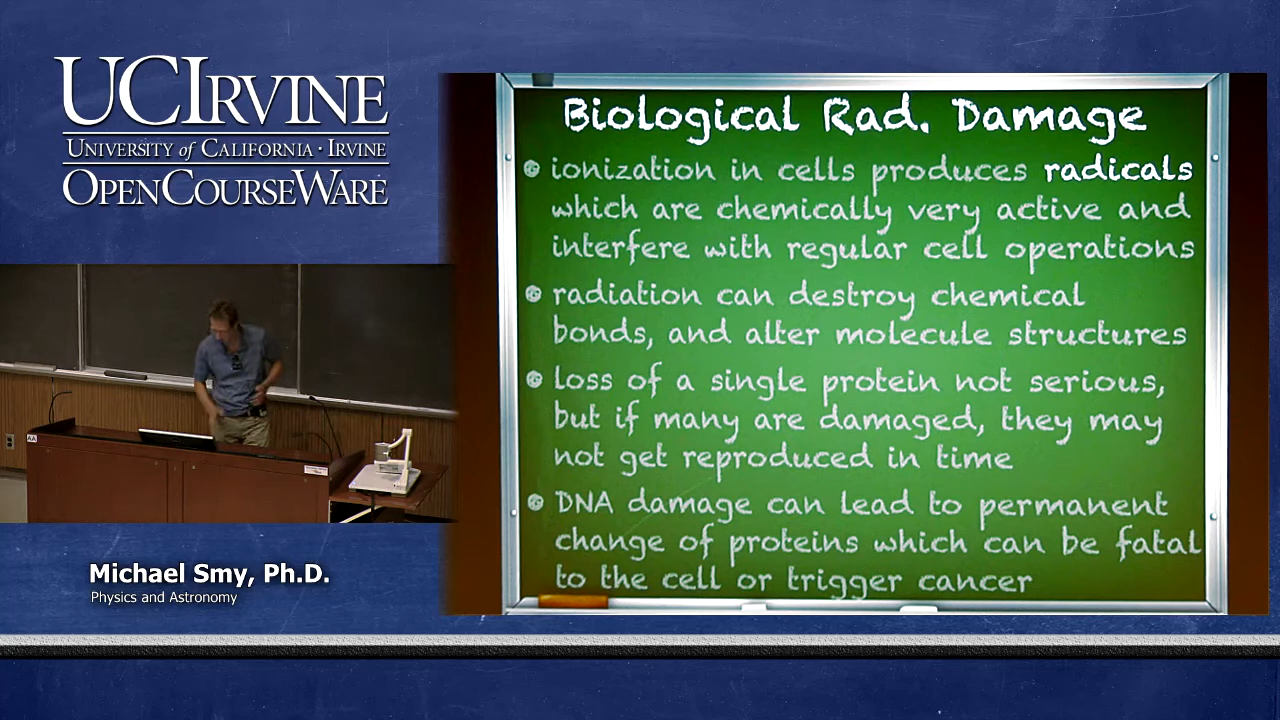 UCIRVINE
UNIVERSITY of CALIFORNIA · IRVINE
OPENCOURSEWARE
Biological Rad. Damage
ionization in cells produces radicals
which are chemically very active and
interfere with regular cell operations
radiation can destroy chemical
bonds, and alter molecule structures
loss of a single protein not serious,
but if many are damaged, they may
not get reproduced in time
DNA damage can lead to permanent
change of proteins which can be fatal
to the cell or trigger cancer
AA
Michael Smy, Ph.D.
Physics and Astronomy